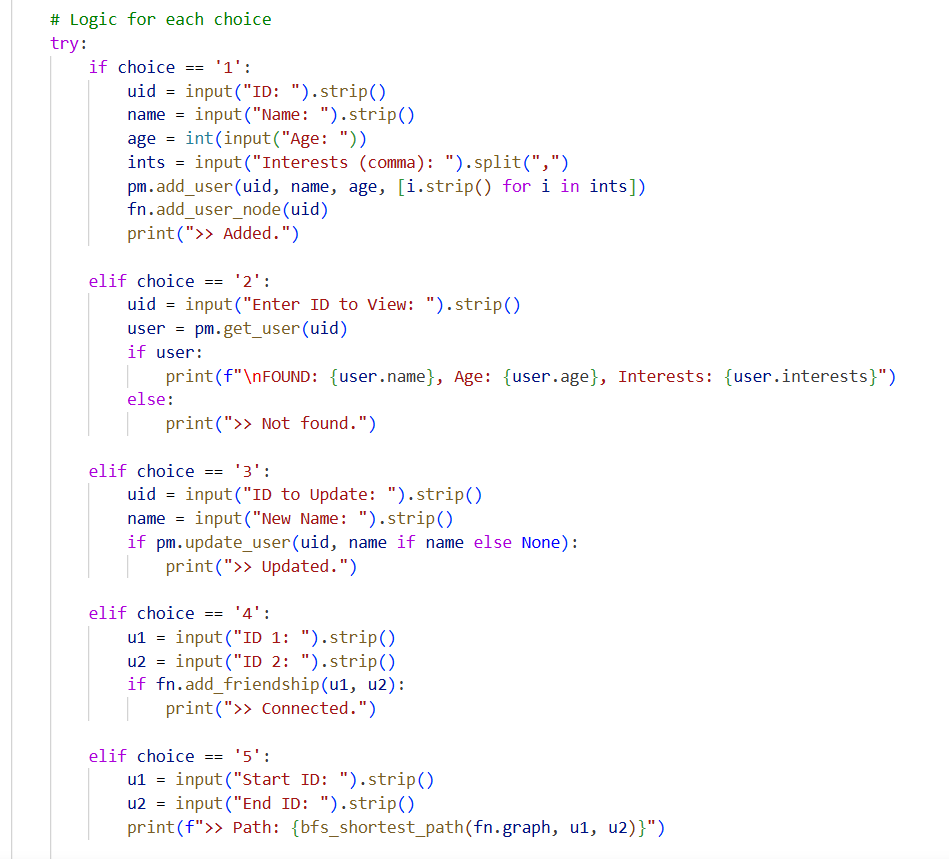 # Logic for each choice
try:
    if choice == '1':
        uid = input("ID: ").strip()
        name = input("Name: ").strip()
        age = int(input("Age: "))
        ints = input("Interests (comma): ").split(",")
        pm.add_user(uid, name, age, [i.strip() for i in ints])
        fn.add_user_node(uid)
        print(">> Added.")

    elif choice == '2':
        uid = input("Enter ID to View: ").strip()
        user = pm.get_user(uid)
        if user:
            print(f"\nFOUND: {user.name}, Age: {user.age}, Interests: {user.interests}")
        else:
            print(">> Not found.")

    elif choice == '3':
        uid = input("ID to Update: ").strip()
        name = input("New Name: ").strip()
        if pm.update_user(uid, name if name else None):
            print(">> Updated.")

    elif choice == '4':
        u1 = input("ID 1: ").strip()
        u2 = input("ID 2: ").strip()
        if fn.add_friendship(u1, u2):
            print(">> Connected.")

    elif choice == '5':
        u1 = input("Start ID: ").strip()
        u2 = input("End ID: ").strip()
        print(f">> Path: {bfs_shortest_path(fn.graph, u1, u2)}")